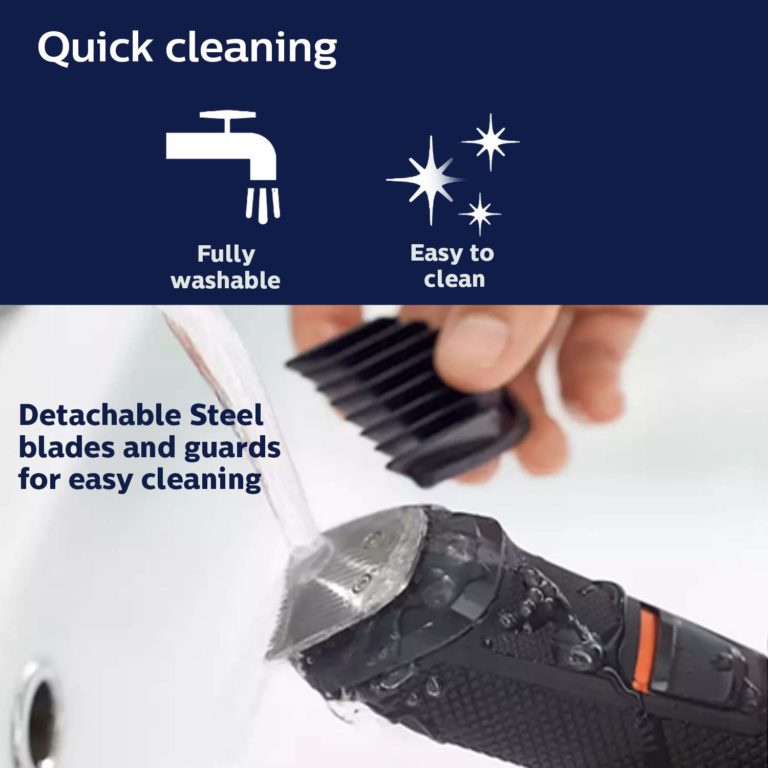 Quick cleaning
Fully
washable
Easy to
clean
Detachable Steel
blades and guards
for easy cleaning